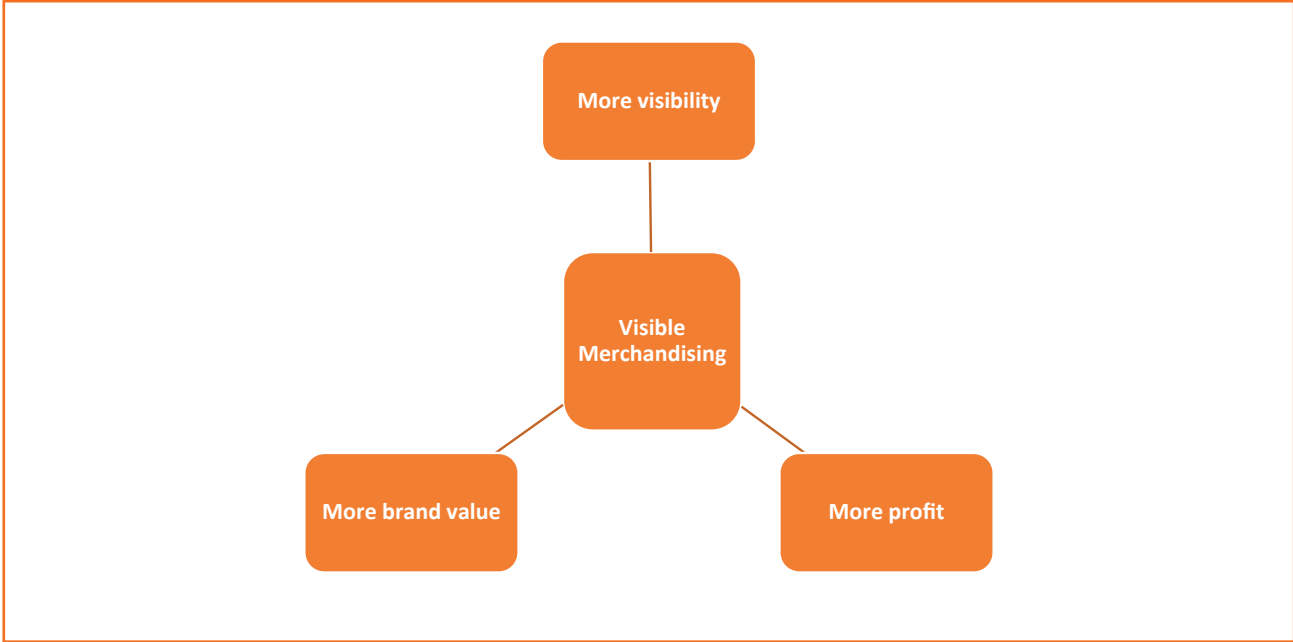 More visibility
Visible
Merchandising
More brand value
More profit